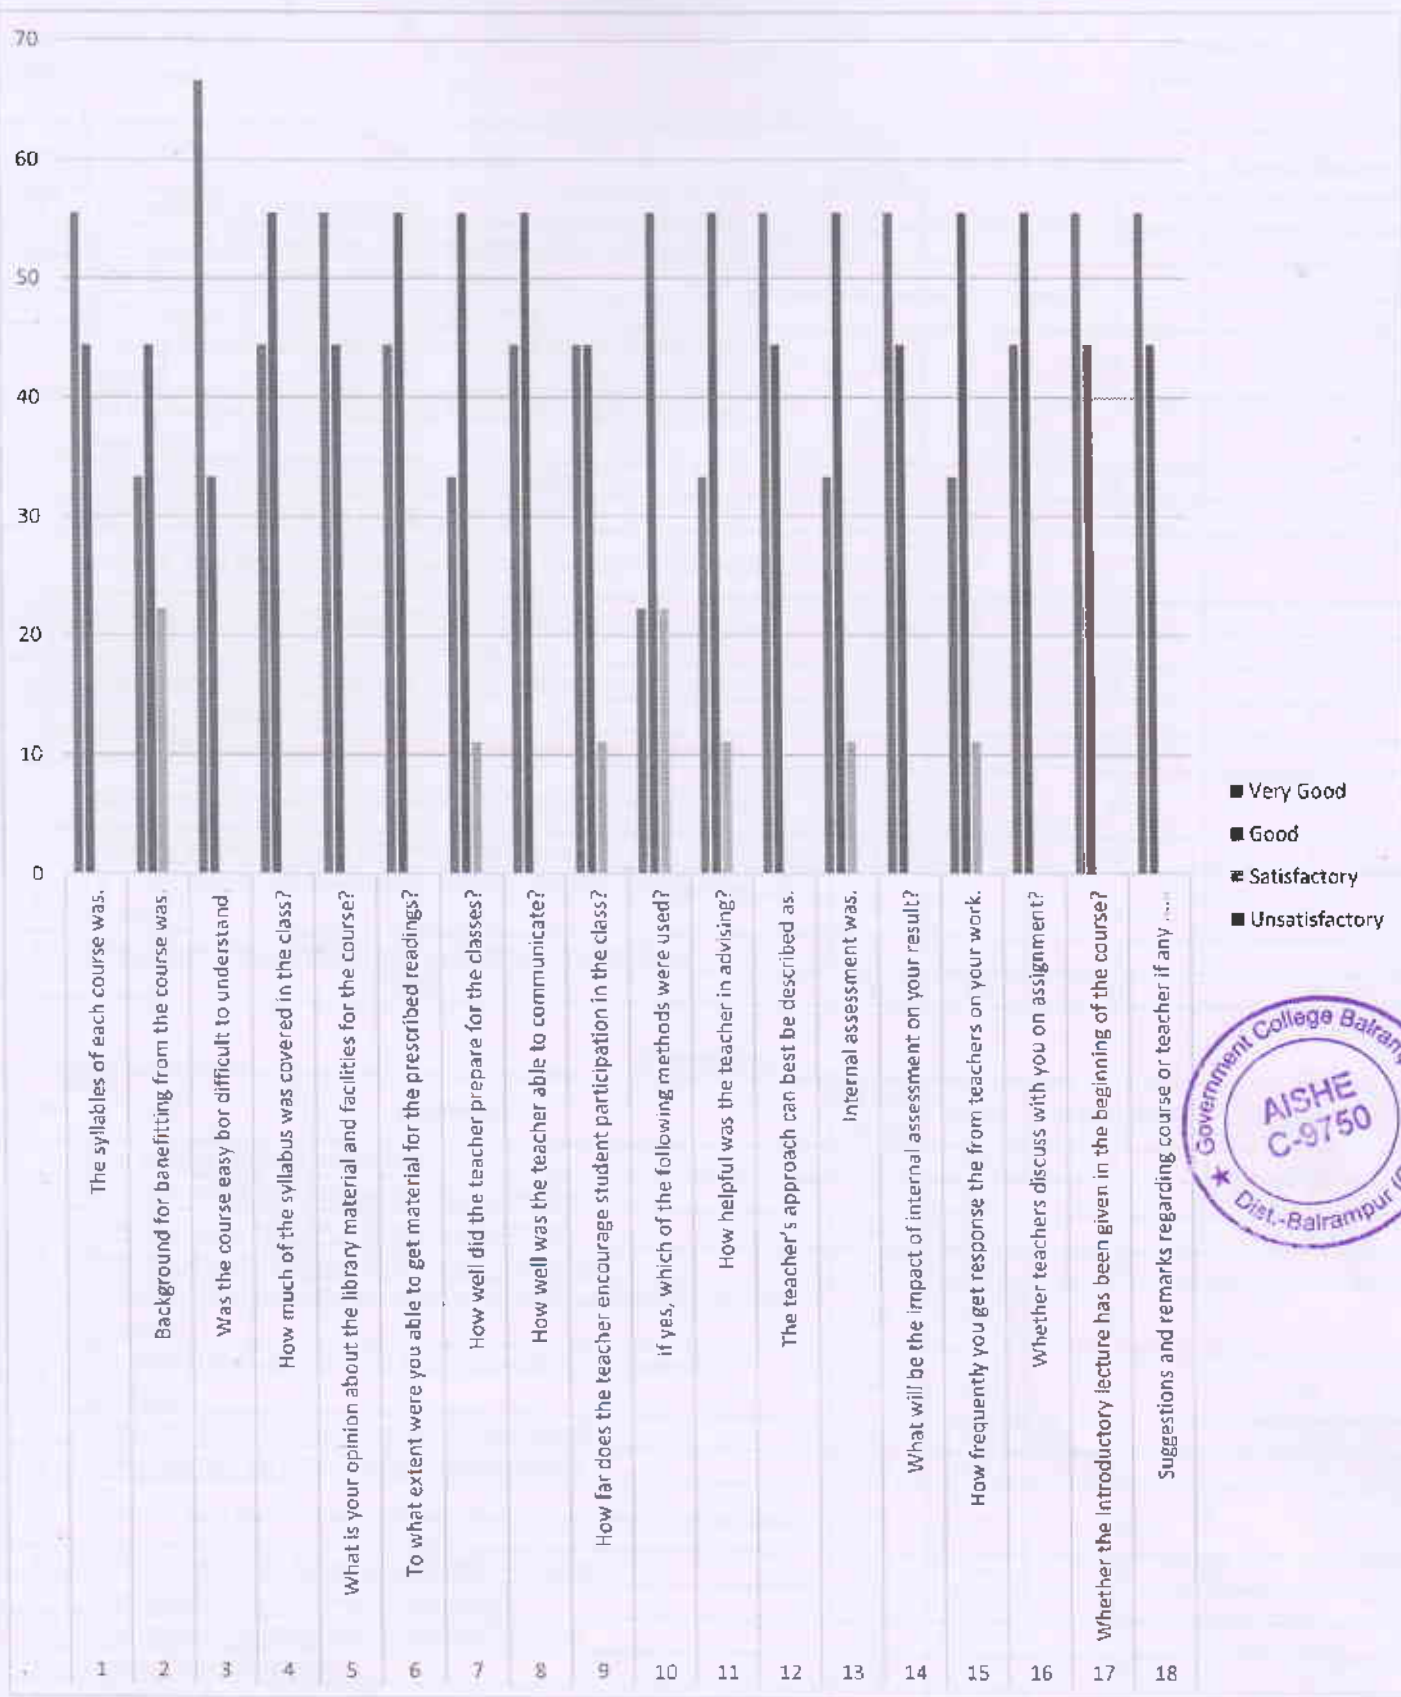 70
60
50
40
30
20
10
0
Very Good
Good
Satisfactory
Unsatisfactory
The syllables of each course was.
Background for banefitting from the course was.
Was the course easy bor difficult to understand
How much of the syllabus was covered in the class?
What is your opinion about the library material and facilities for the course?
To what extent were you able to get material for the prescribed readings?
How well did the teacher prepare for the classes?
How well was the teacher able to communicate?
How far does the teacher encourage student participation in the class?
if yes, which of the following methods were used?
How helpful was the teacher in advising?
The teacher's approach can best be described as.
Internal assessment was.
What will be the impact of internal assessment on your result?
How frequently you get response the from teachers on your work.
Whether teachers discuss with you on assignment?
Whether the Introductory lecture has been given in the beginning of the course?
Suggestions and remarks regarding course or teacher if any ....
1 2 3 4 5 6 7 8 9 10 11 12 13 14 15 16 17 18
Government College
AISHE
C-9750
Dist.-Balrampur